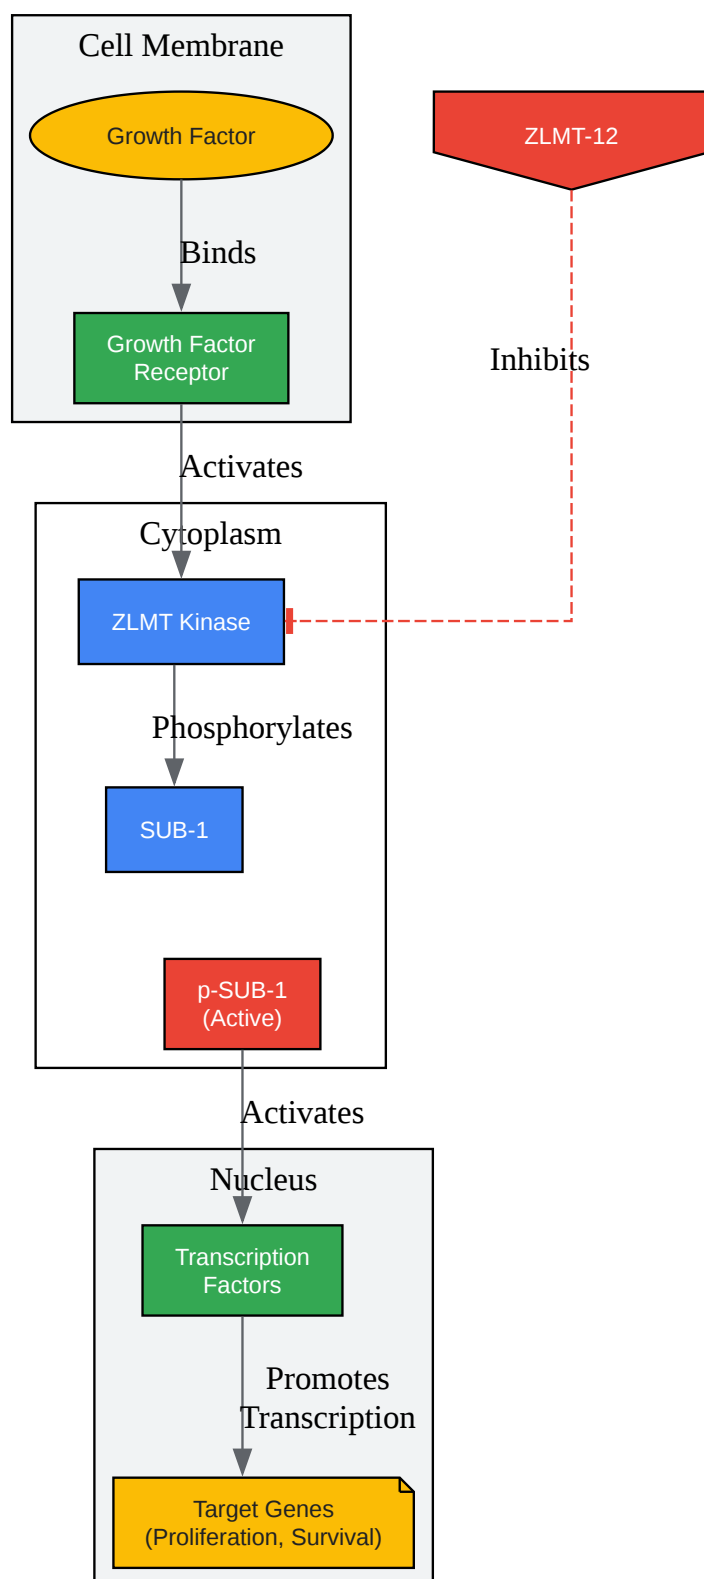 Cell Membrane
Growth Factor
ZLMT-12
Binds
Growth Factor
Receptor
Inhibits
Activates
Cytoplasm
ZLMT Kinase
Phosphorylates
SUB-1
p-SUB-1
(Active)
Activates
Nucleus
Transcription
Factors
Promotes
Transcription
Target Genes
(Proliferation, Survival)